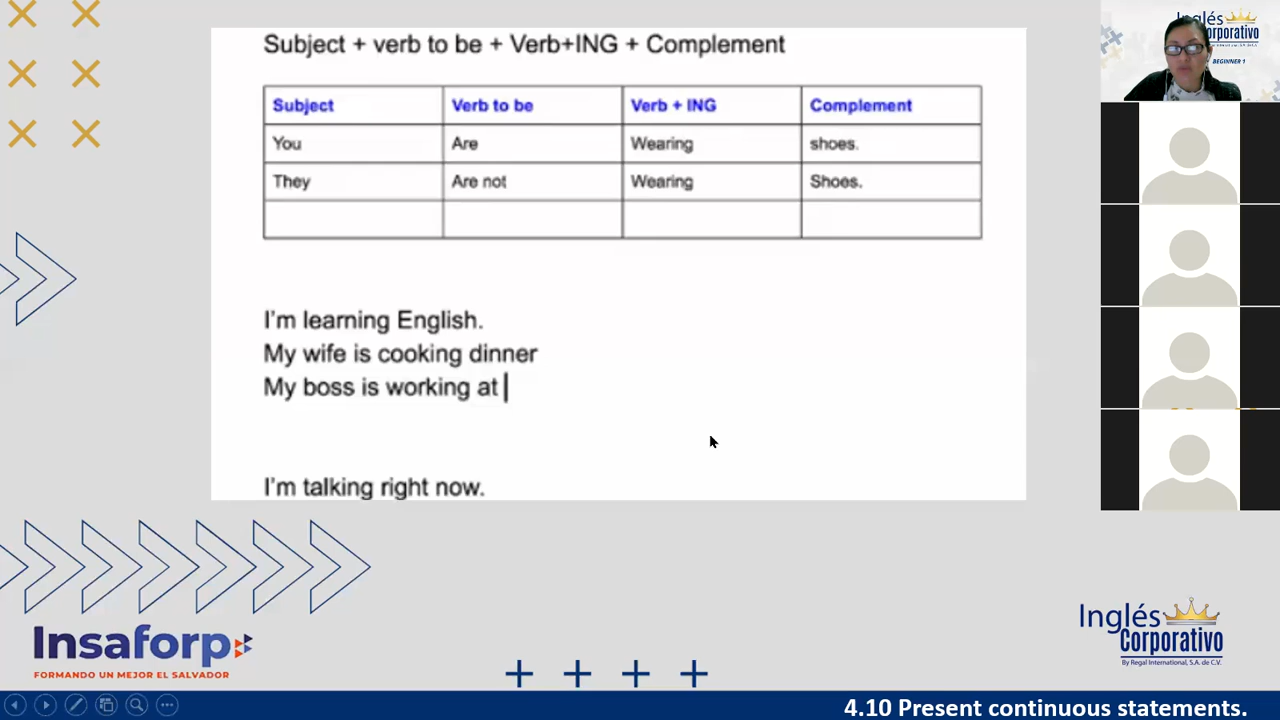 Subject + verb to be + Verb+ING + Complement
Subject Verb to be Verb + ING Complement
You Are Wearing shoes.
They Are not Wearing Shoes.
I'm learning English.
My wife is cooking dinner
My boss is working at
I'm talking right now.
Inglés
orporativo
BEGINNER 1
Insaforp
FORMANDO UN MEJOR EL SALVADOR
Inglés
Corporativo
By Regal International, S.A. de C.V.
4.10 Present continuous statements.